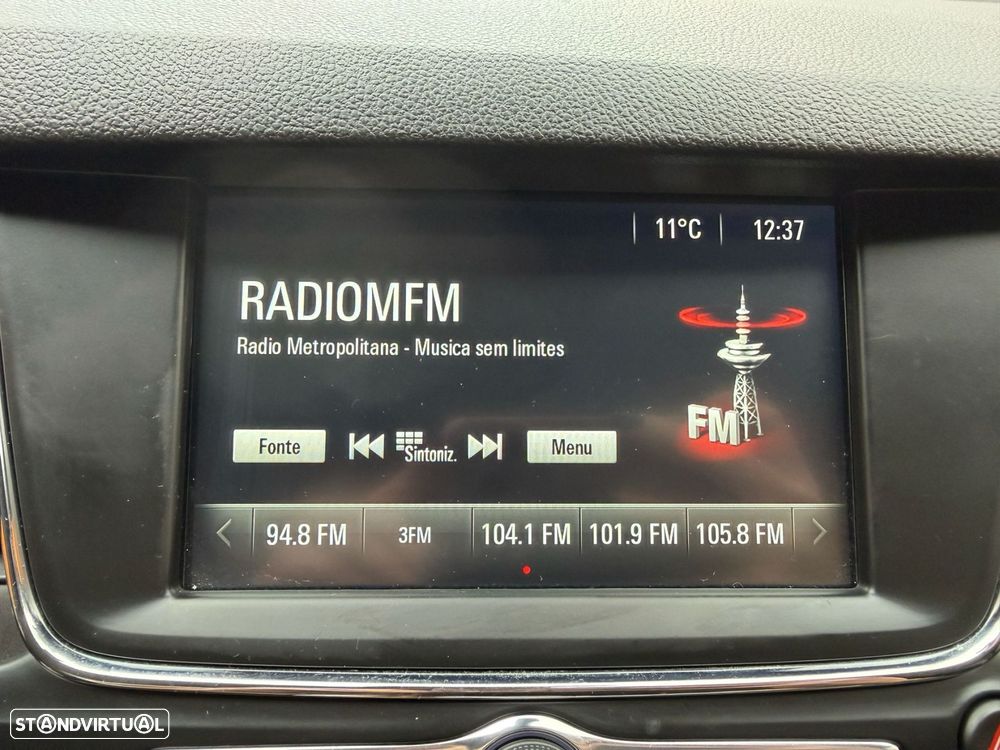 11°C 12:37
RADIOMFM
Radio Metropolitana - Musica sem limites
FM
Fonte Sintoniz. Menu
94.8 FM 3FM 104.1 FM 101.9 FM 105.8 FM
STANDVIRTUAL